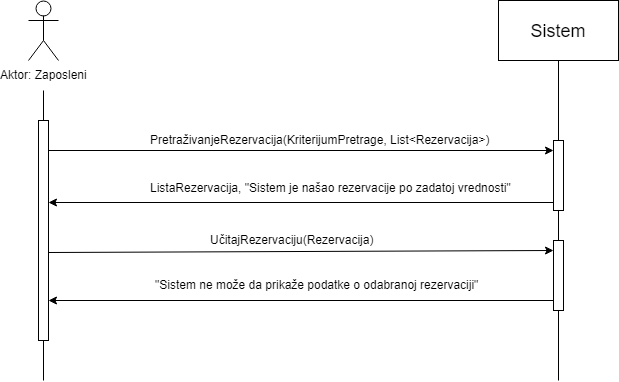 Sistem
Aktor: Zaposleni
PretraživanjeRezervacija(KriterijumPretrage, List<Rezervacija>)
ListaRezervacija, "Sistem je našao rezervacije po zadatoj vrednosti"
UčitajRezervaciju(Rezervacija)
"Sistem ne može da prikaže podatke o odabranoj rezervaciji"